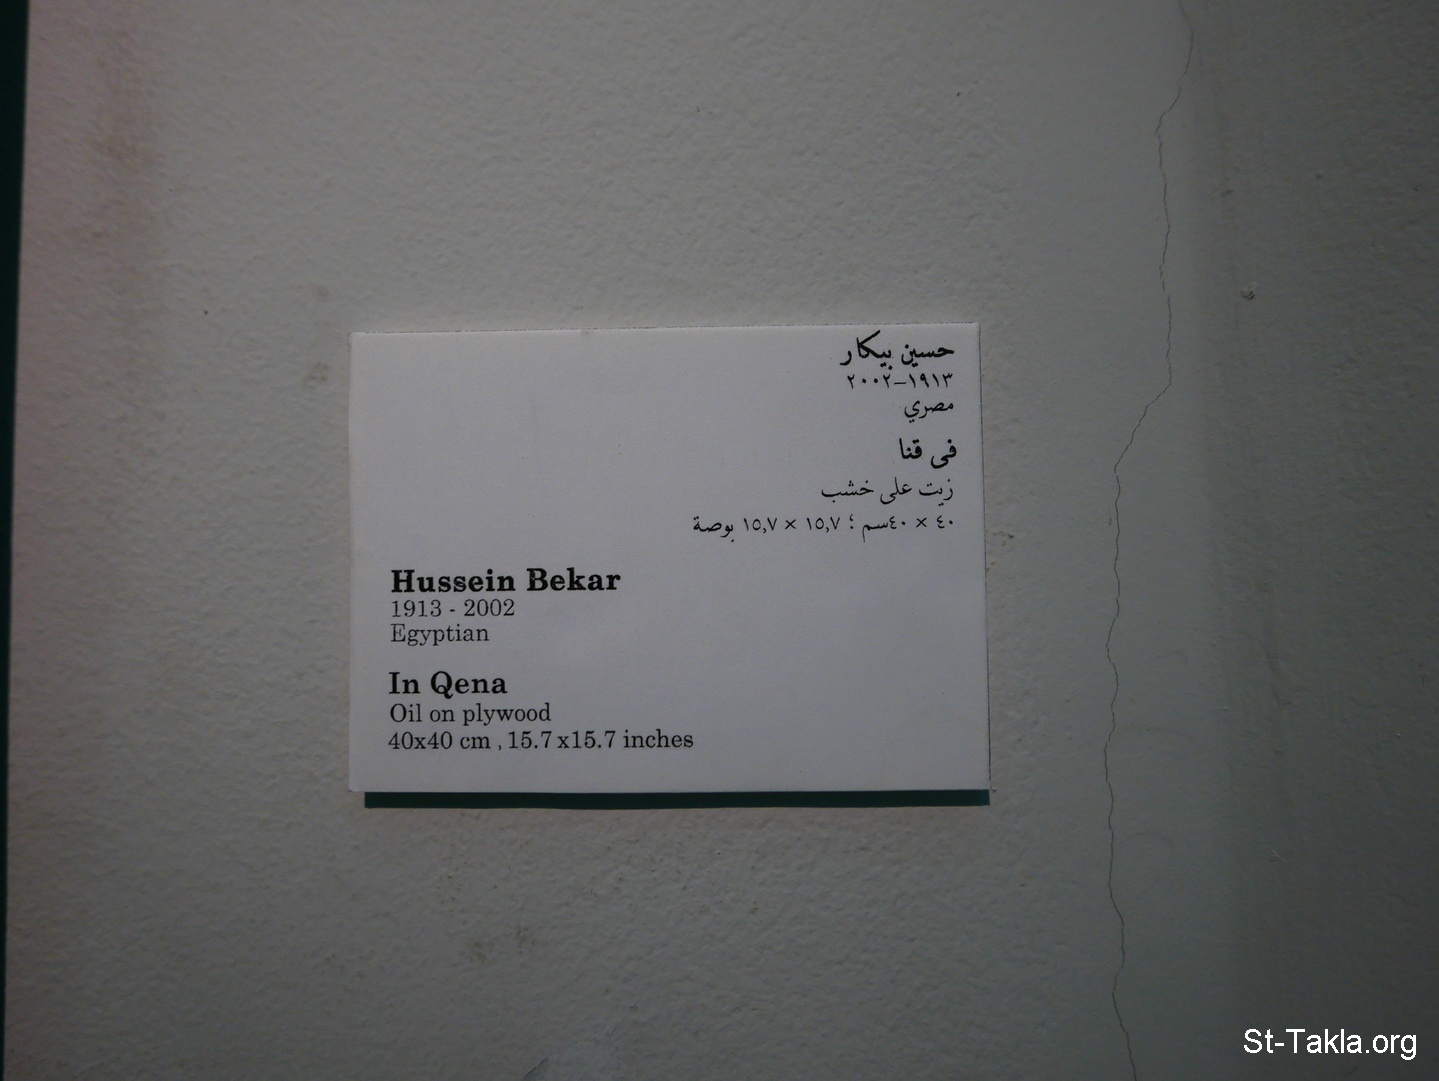 حسين بيكار
١٩١٣–٢٠٠٢
مصري
فى قنا
زيت على خشب
٤٠ × ٤٠سم ؛ ١٥,٧ × ١٥,٧ بوصة
Hussein Bekar
1913 - 2002
Egyptian
In Qena
Oil on plywood
40x40 cm , 15.7 x15.7 inches
St-Takla.org